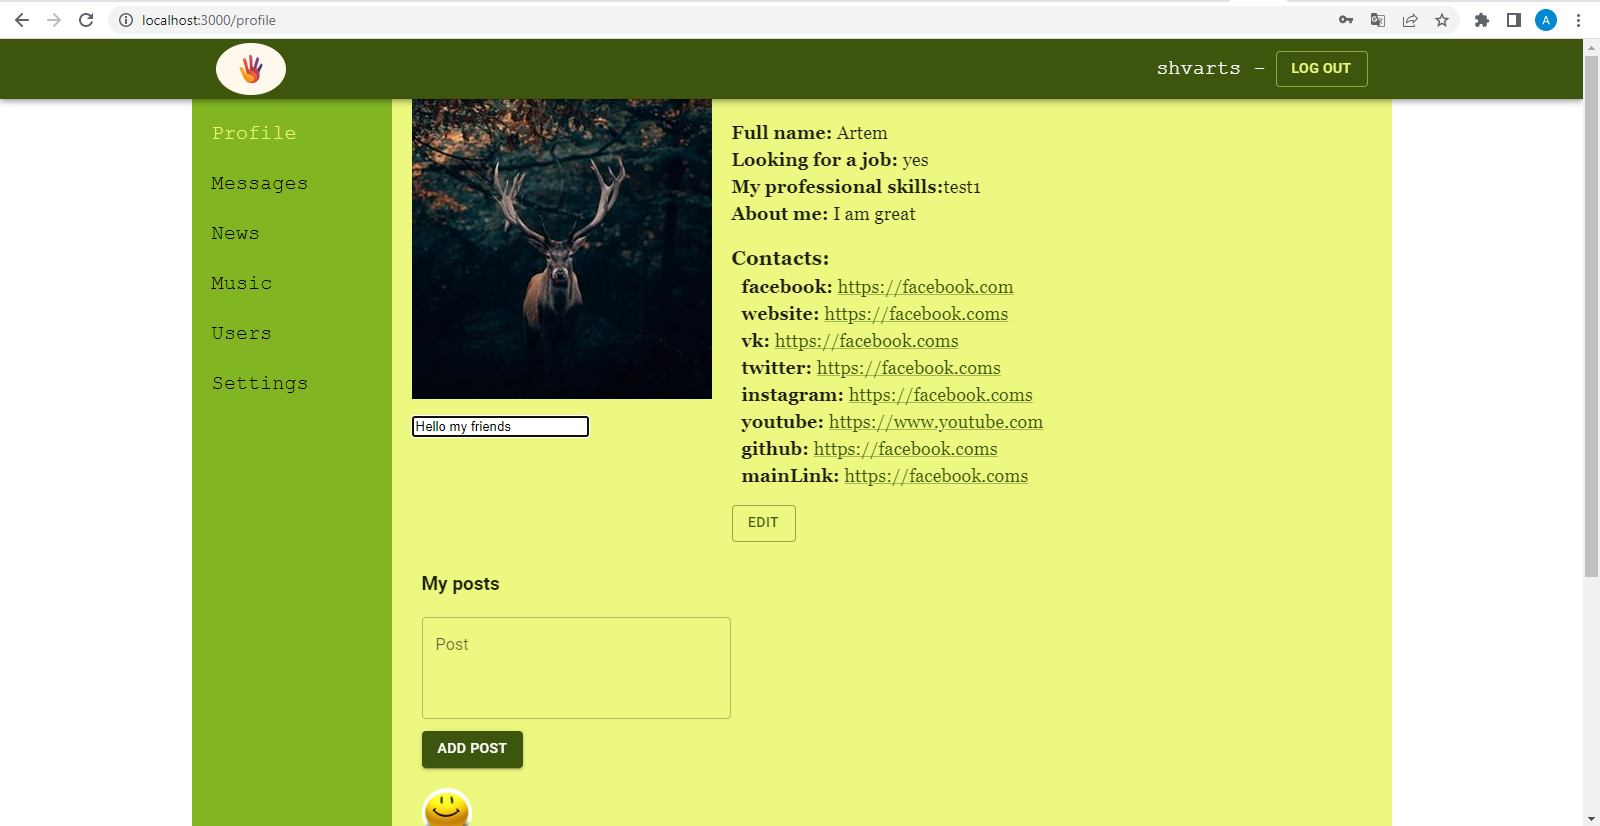 localhost:3000/profile
A
shvarts - LOG OUT
Profile
Messages
News
Music
Users
Settings
Hello my friends
Full name: Artem
Looking for a job: yes
My professional skills:test1
About me: I am great
Contacts:
facebook: https://facebook.com
website: https://facebook.coms
vk: https://facebook.coms
twitter: https://facebook.coms
instagram: https://facebook.coms
youtube: https://www.youtube.com
github: https://facebook.coms
mainLink: https://facebook.coms
EDIT
My posts
Post
ADD POST